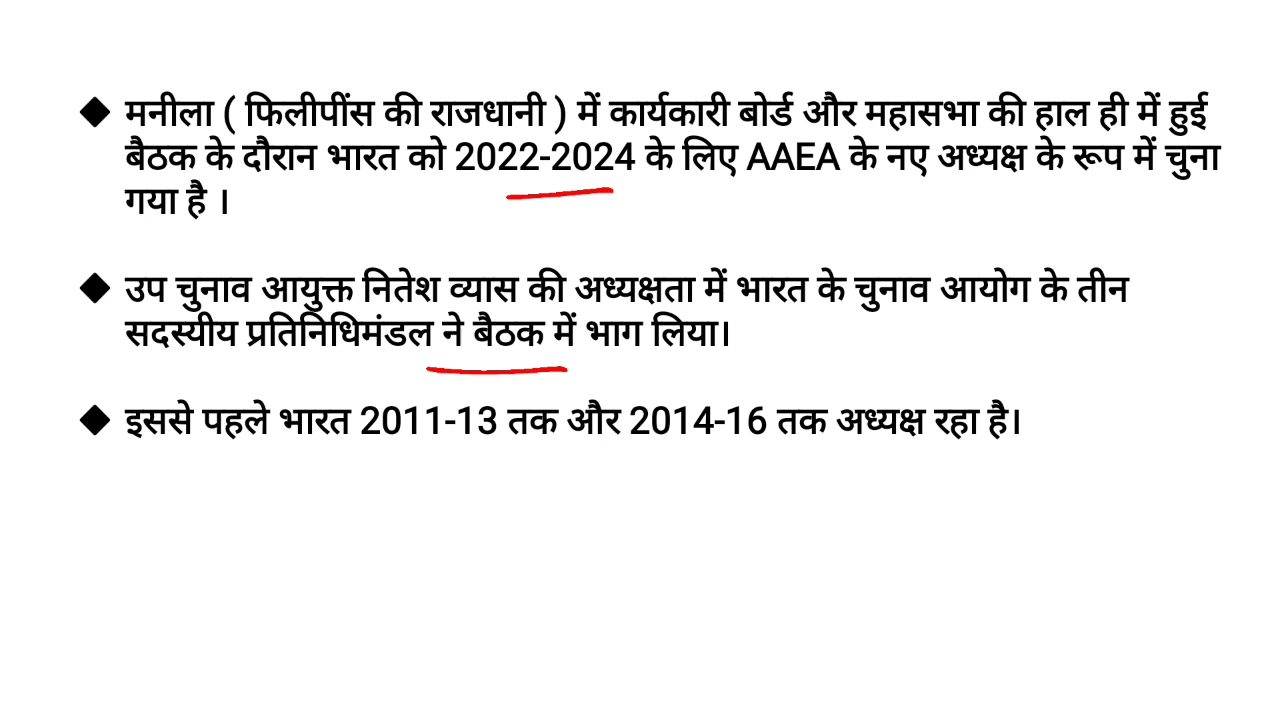 ◆ मनीला ( फिलीपींस की राजधानी ) में कार्यकारी बोर्ड और महासभा की हाल ही में हुई
बैठक के दौरान भारत को 2022-2024 के लिए AAEA के नए अध्यक्ष के रूप में चुना
गया है ।
◆ उप चुनाव आयुक्त नितेश व्यास की अध्यक्षता में भारत के चुनाव आयोग के तीन
सदस्यीय प्रतिनिधिमंडल ने बैठक में भाग लिया।
◆ इससे पहले भारत 2011-13 तक और 2014-16 तक अध्यक्ष रहा है।